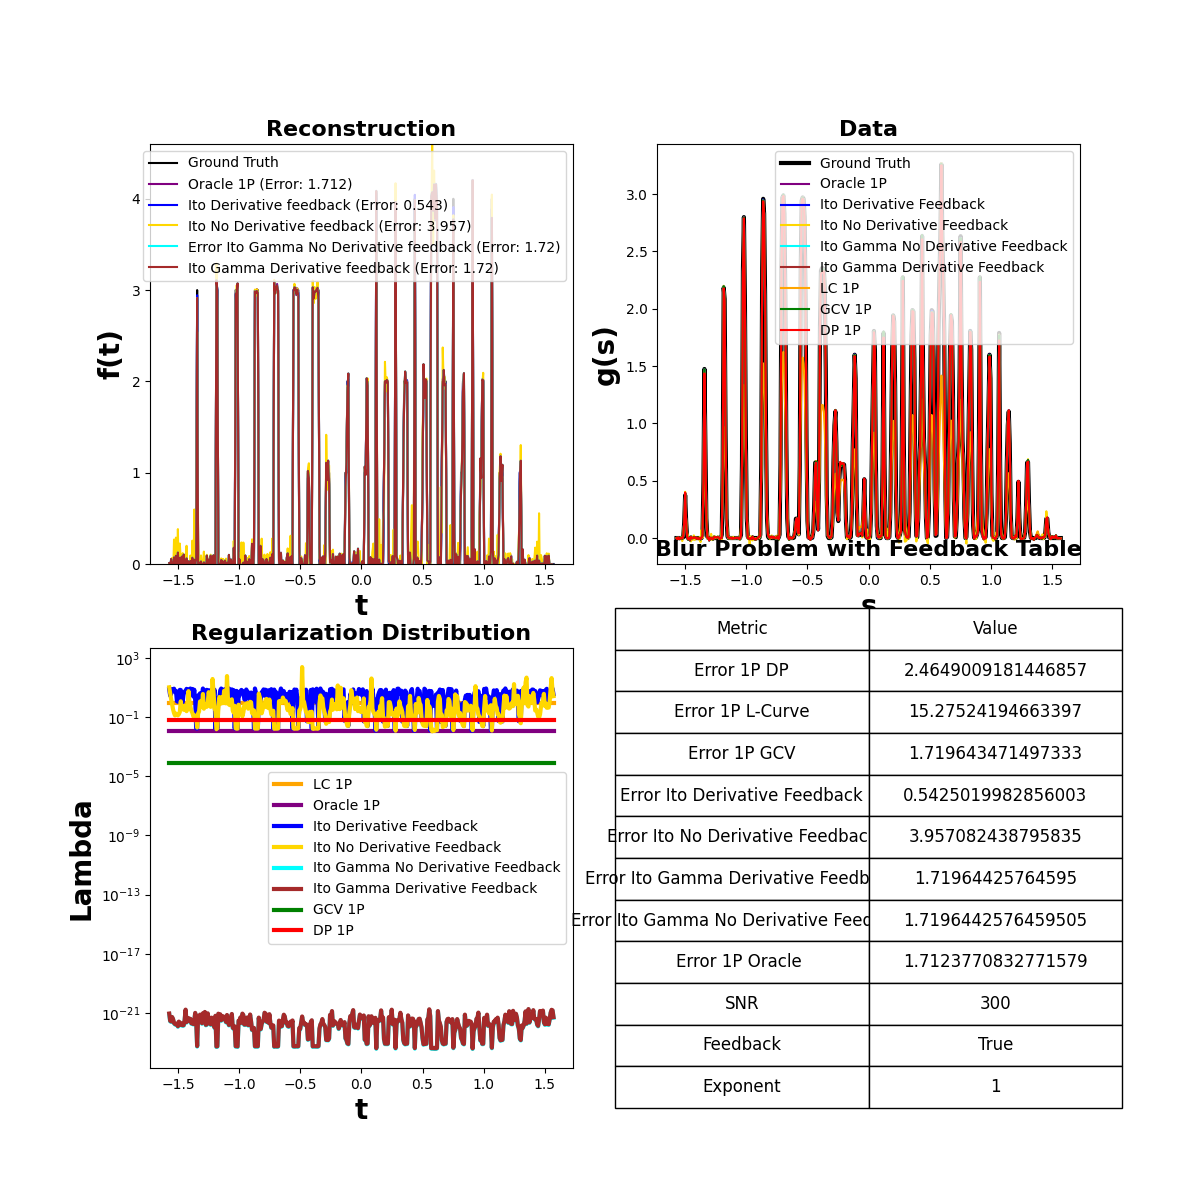 Reconstruction
Ground Truth
Oracle 1P (Error: 1.712)
Ito Derivative feedback (Error: 0.543)
Ito No Derivative feedback (Error: 3.957)
Error Ito Gamma No Derivative feedback (Error: 1.72)
Ito Gamma Derivative feedback (Error: 1.72)
f(t)
4
3
2
1
0
−1.5 −1.0 −0.5 0.0 0.5 1.0 1.5
t
Data
Ground Truth
Oracle 1P
Ito Derivative Feedback
Ito No Derivative Feedback
Ito Gamma No Derivative Feedback
Ito Gamma Derivative Feedback
LC 1P
GCV 1P
DP 1P
g(s)
3.0
2.5
2.0
1.5
1.0
0.5
0.0
−1.5 −1.0 −0.5 0.0 0.5 1.0 1.5
s
Regularization Distribution
10^3
10^−1
10^−5
10^−9
10^−13
10^−17
10^−21
Lambda
LC 1P
Oracle 1P
Ito Derivative Feedback
Ito No Derivative Feedback
Ito Gamma No Derivative Feedback
Ito Gamma Derivative Feedback
GCV 1P
DP 1P
−1.5 −1.0 −0.5 0.0 0.5 1.0 1.5
t
Blur Problem with Feedback Table
Metric Value
Error 1P DP 2.4649009181446857
Error 1P L-Curve 15.27524194663397
Error 1P GCV 1.719643471497333
Error Ito Derivative Feedback 0.5425019982856003
Error Ito No Derivative Feedbac 3.957082438795835
Error Ito Gamma Derivative Feedb 1.71964425764595
Error Ito Gamma No Derivative Feed 1.7196442576459505
Error 1P Oracle 1.7123770832771579
SNR 300
Feedback True
Exponent 1